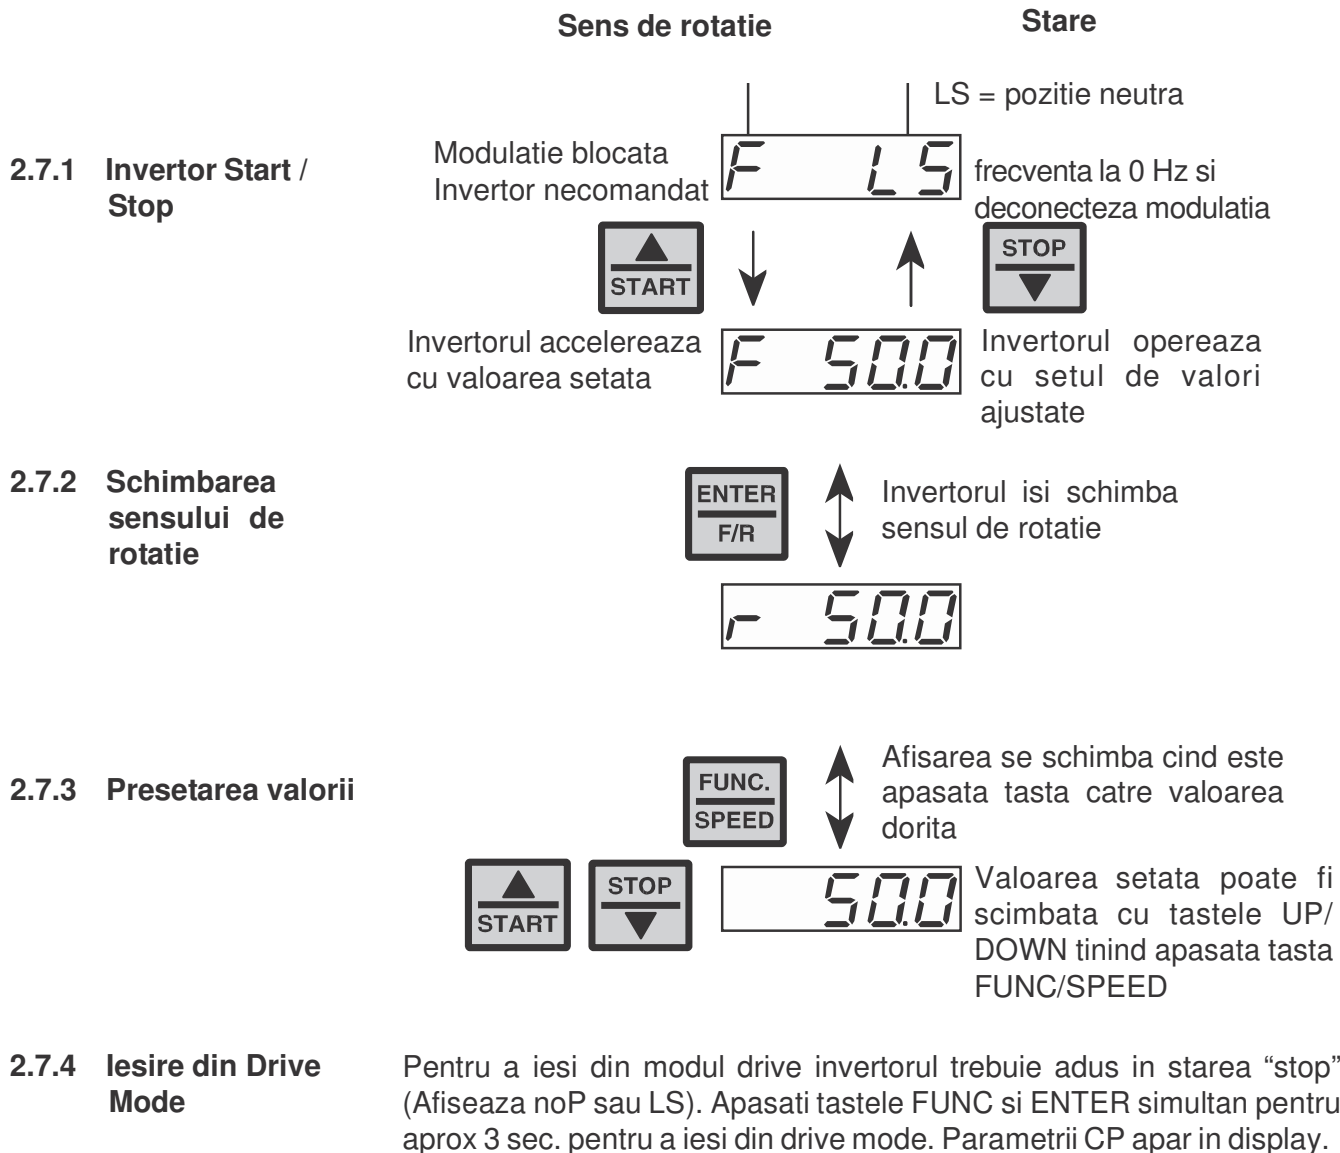 Sens de rotatie Stare
LS = pozitie neutra
2.7.1 Invertor Start /
Stop
Modulatie blocata
Invertor necomandat
F LS
frecventa la 0 Hz si
deconecteza modulatia
START
STOP
Invertorul accelereaza
cu valoarea setata
F 50.0
Invertorul opereaza
cu setul de valori
ajustate
2.7.2 Schimbarea
sensului de
rotatie
ENTER
F/R
Invertorul isi schimba
sensul de rotatie
r 50.0
2.7.3 Presetarea valorii
FUNC.
SPEED
Afisarea se schimba cind este
apasata tasta catre valoarea
dorita
START
STOP
50.0
Valoarea setata poate fi
scimbata cu tastele UP/
DOWN tinind apasata tasta
FUNC/SPEED
2.7.4 Iesire din Drive
Mode
Pentru a iesi din modul drive invertorul trebuie adus in starea “stop”
(Afiseaza noP sau LS). Apasati tastele FUNC si ENTER simultan pentru
aprox 3 sec. pentru a iesi din drive mode. Parametrii CP apar in display.